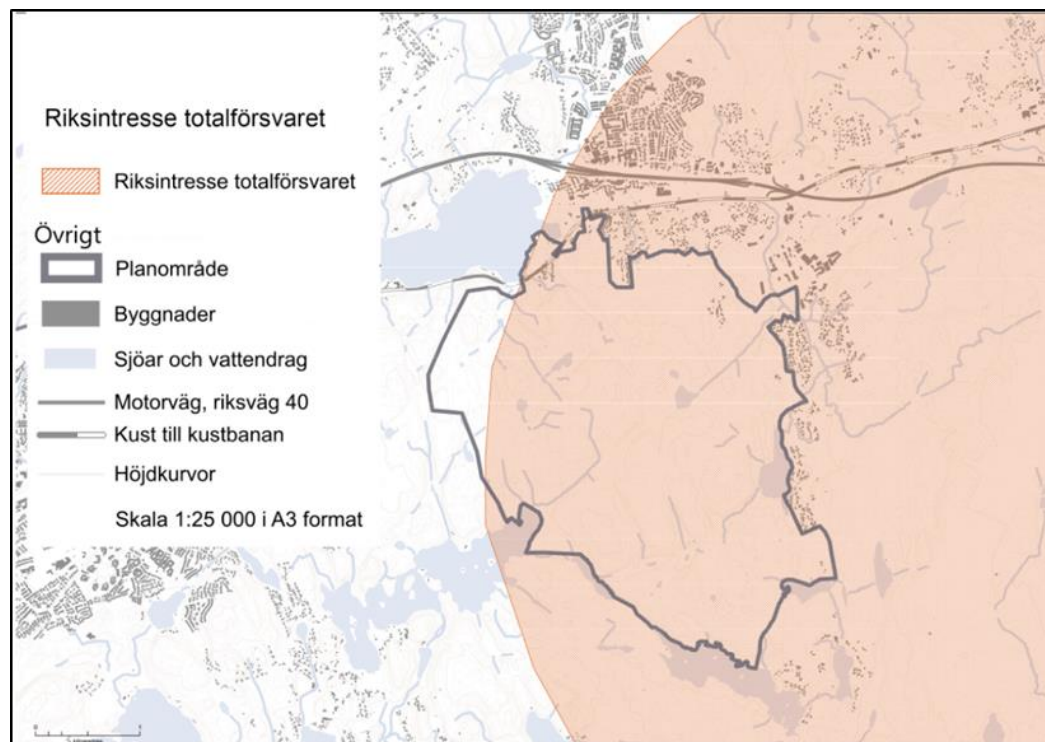 Riksintresse totalförsvaret
Riksintresse totalförsvaret
Övrigt
Planområde
Byggnader
Sjöar och vattendrag
Motorväg, riksväg 40
Kust till kustbanan
Höjdkurvor
Skala 1:25 000 i A3 format